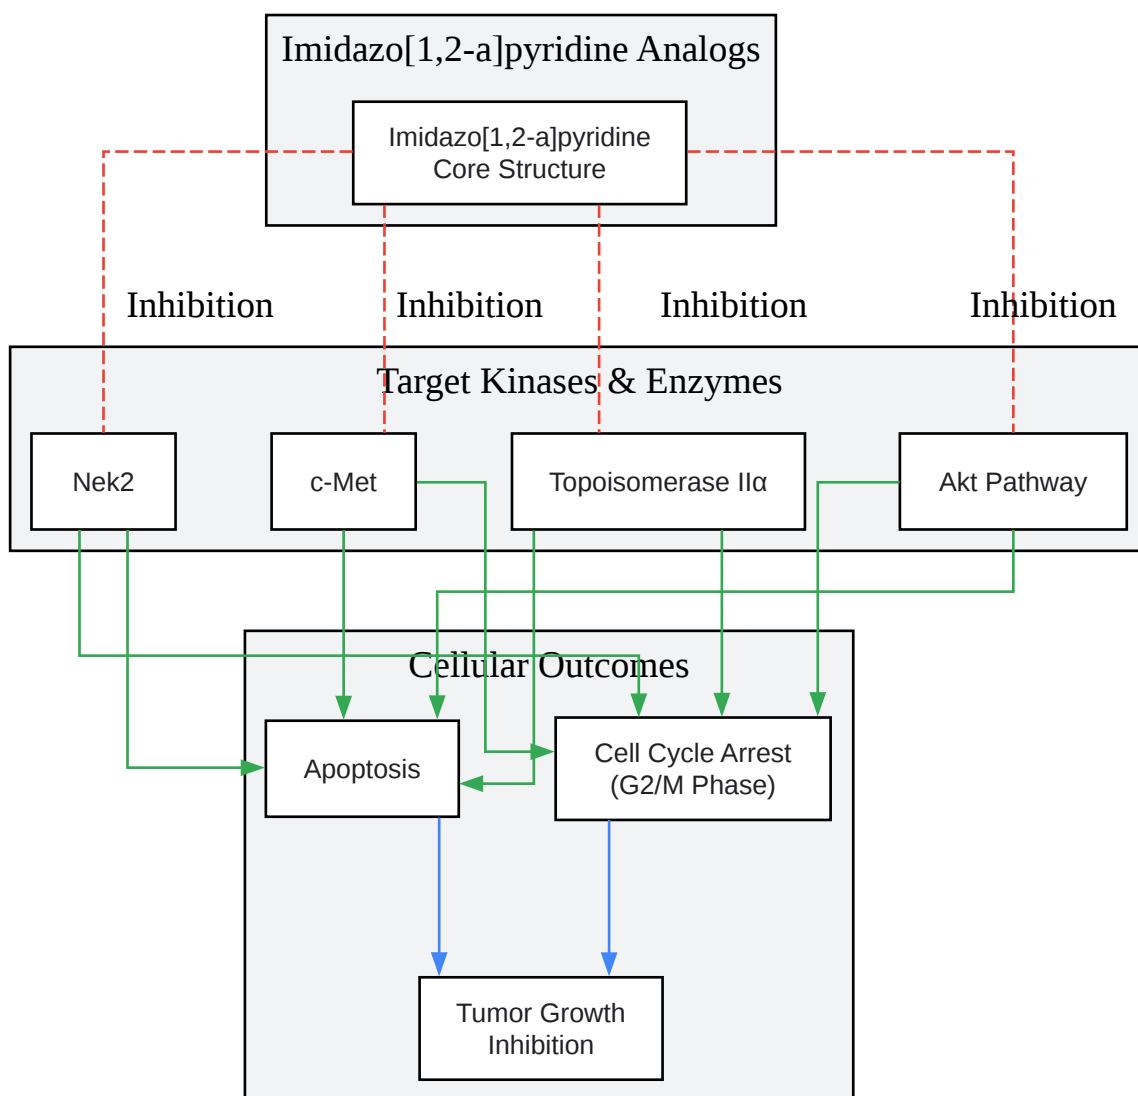 Imidazo[1,2-a]pyridine Analogs
Imidazo[1,2-a]pyridine
Core Structure
Inhibition
Inhibition
Inhibition
Inhibition
Target Kinases & Enzymes
Nek2
c-Met
Topoisomerase IIα
Akt Pathway
Cellular Outcomes
Apoptosis
Cell Cycle Arrest
(G2/M Phase)
Tumor Growth
Inhibition